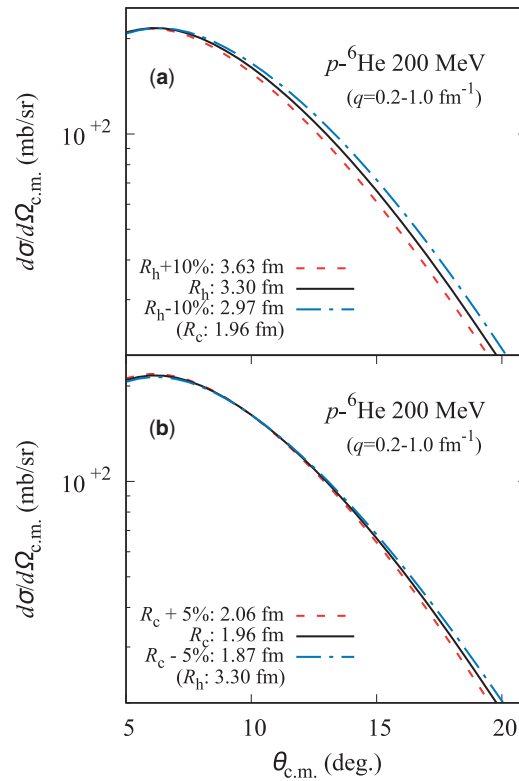 (a)
p-⁶He 200 MeV
(q=0.2-1.0 fm⁻¹)
10⁺²
dσ/dΩc.m. (mb/sr)
Rh+10%: 3.63 fm
Rh: 3.30 fm
Rh-10%: 2.97 fm
(Rc: 1.96 fm)
(b)
p-⁶He 200 MeV
(q=0.2-1.0 fm⁻¹)
10⁺²
dσ/dΩc.m. (mb/sr)
Rc + 5%: 2.06 fm
Rc: 1.96 fm
Rc - 5%: 1.87 fm
(Rh: 3.30 fm)
5 10 15 20
θc.m. (deg.)